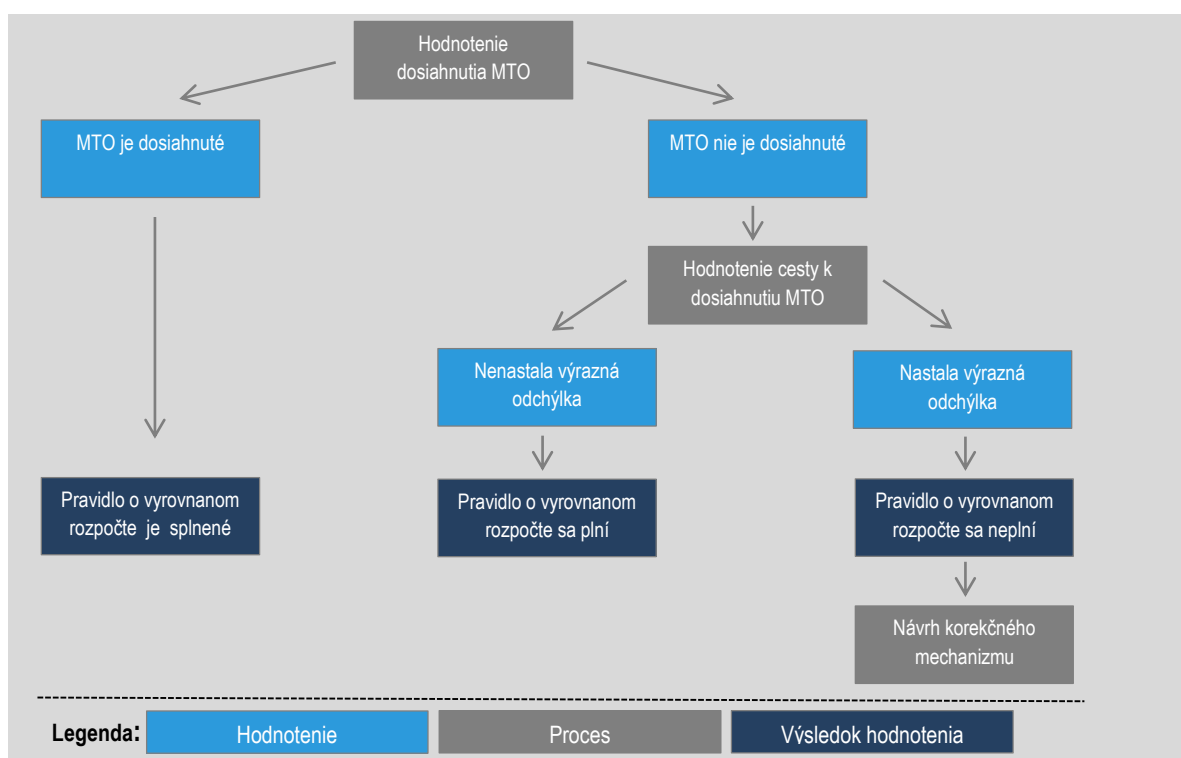 Hodnotenie
dosiahnutia MTO
MTO je dosiahnuté
MTO nie je dosiahnuté
Hodnotenie cesty k
dosiahnutiu MTO
Nenastala výrazná
odchýlka
Nastala výrazná
odchýlka
Pravidlo o vyrovnanom
rozpočte je splnené
Pravidlo o vyrovnanom
rozpočte sa plní
Pravidlo o vyrovnanom
rozpočte sa neplní
Návrh korekčného
mechanizmu
Legenda:
Hodnotenie
Proces
Výsledok hodnotenia